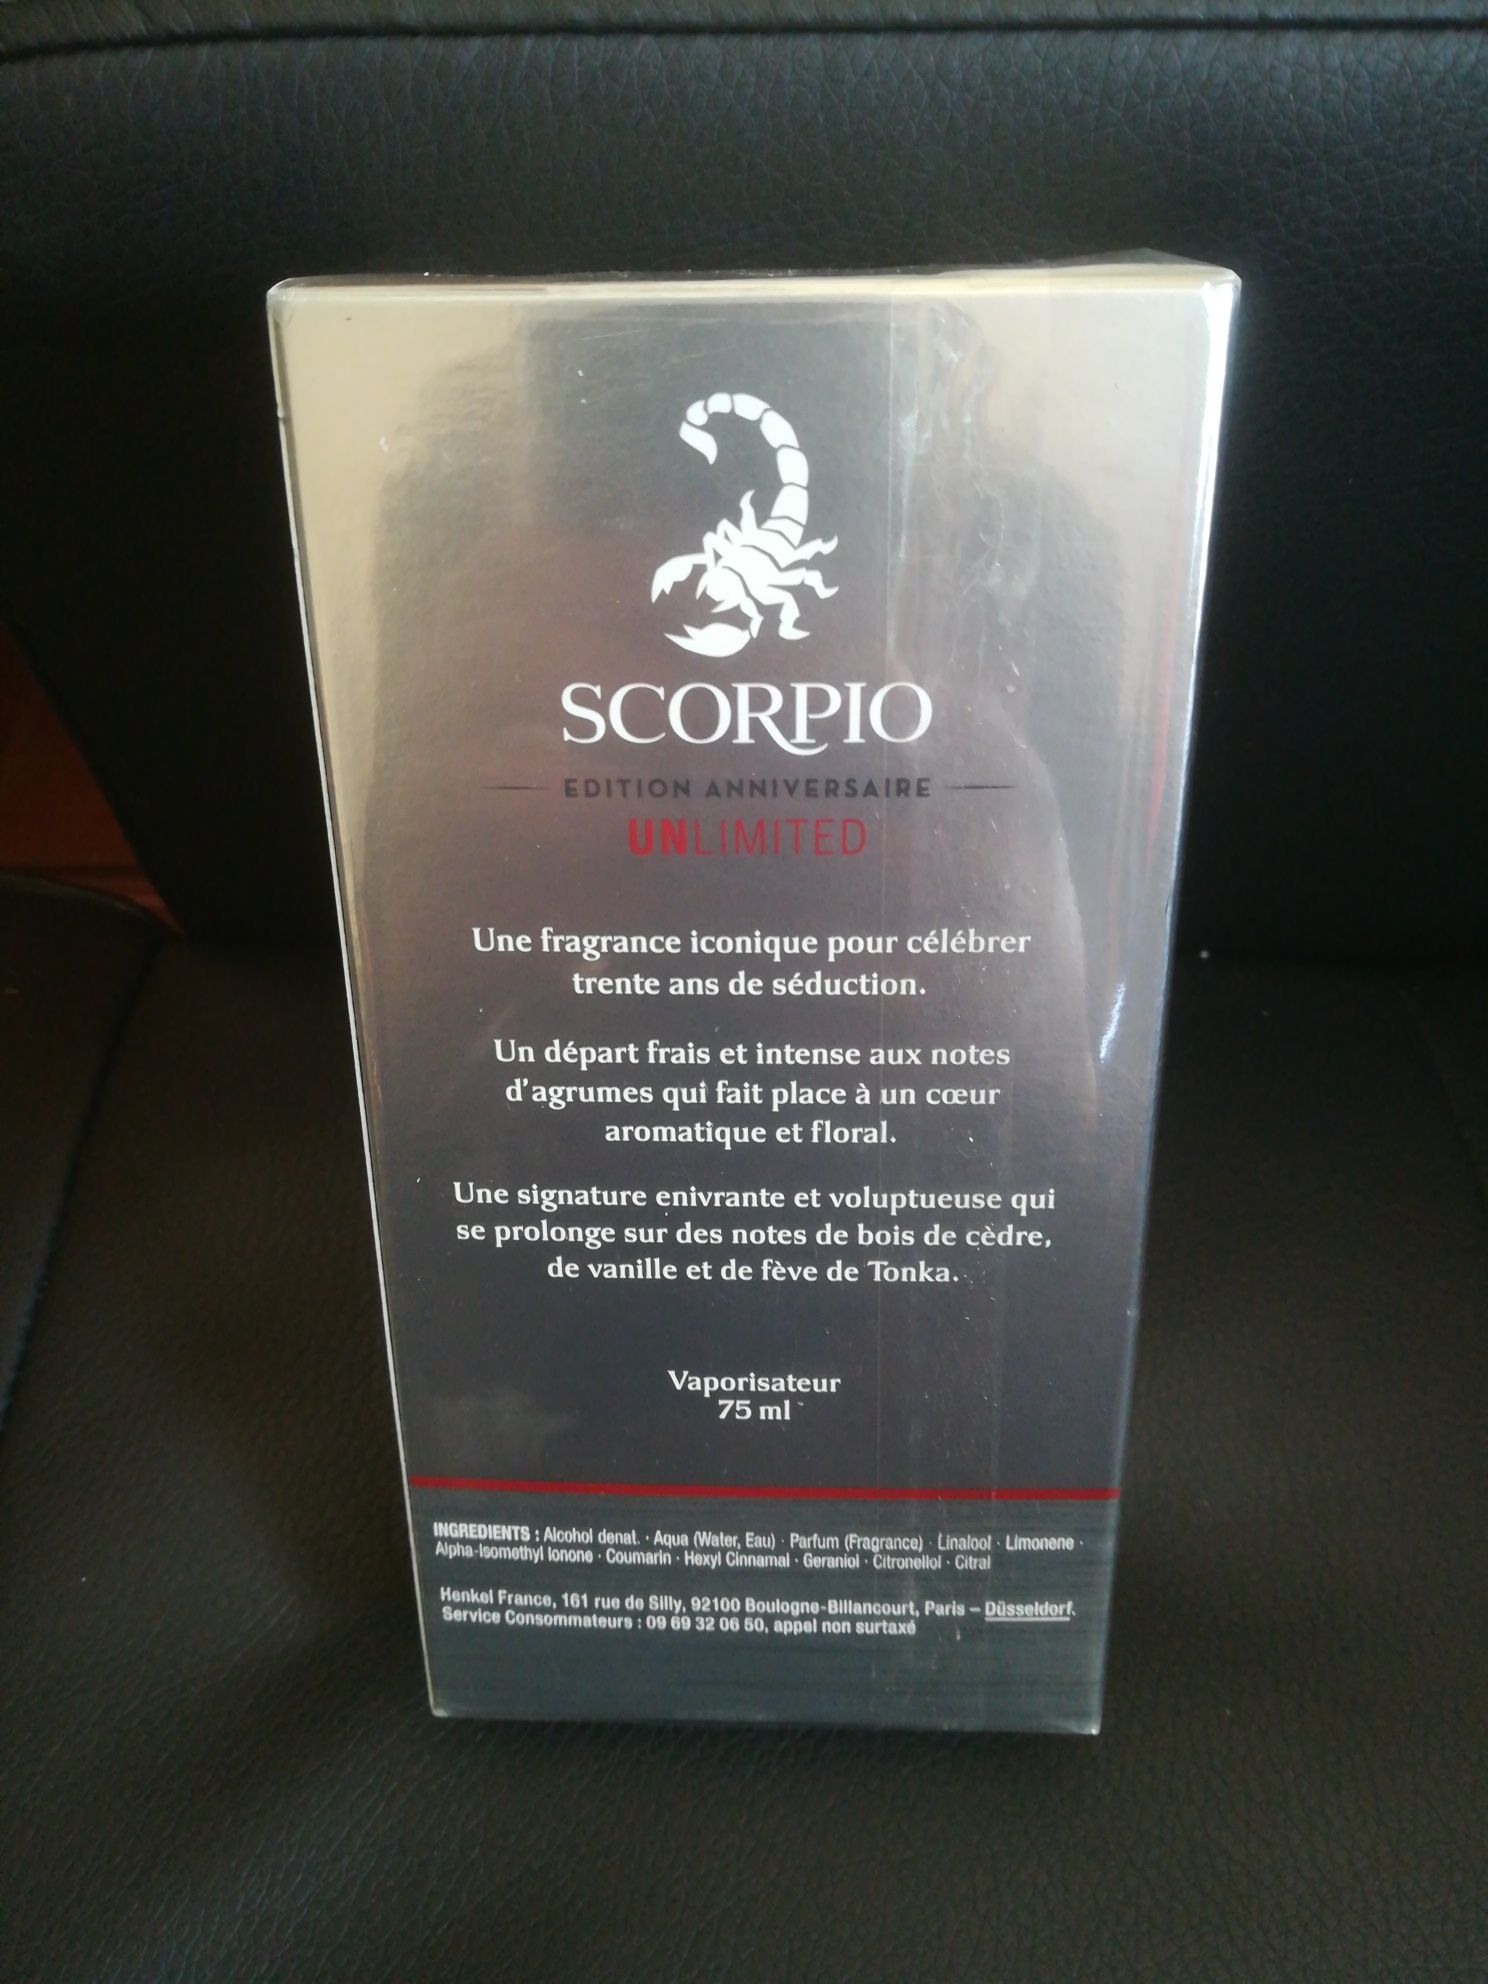 SCORPIO
EDITION ANNIVERSAIRE
UNLIMITED
Une fragrance iconique pour célébrer
trente ans de séduction.
Un départ frais et intense aux notes
d'agrumes qui fait place à un cœur
aromatique et floral.
Une signature enivrante et voluptueuse qui
se prolonge sur des notes de bois de cèdre,
de vanille et de fève de Tonka.
Vaporisateur
75 ml
INGREDIENTS : Alcohol denat. · Aqua (Water, Eau) · Parfum (Fragrance) · Linalool · Limonene ·
Alpha-Isomethyl Ionone · Coumarin · Hexyl Cinnamal · Geraniol · Citronellol · Citral
Henkel France, 161 rue de Silly, 92100 Boulogne-Billancourt, Paris – Düsseldorf.
Service Consommateurs : 09 69 32 06 50, appel non surtaxé